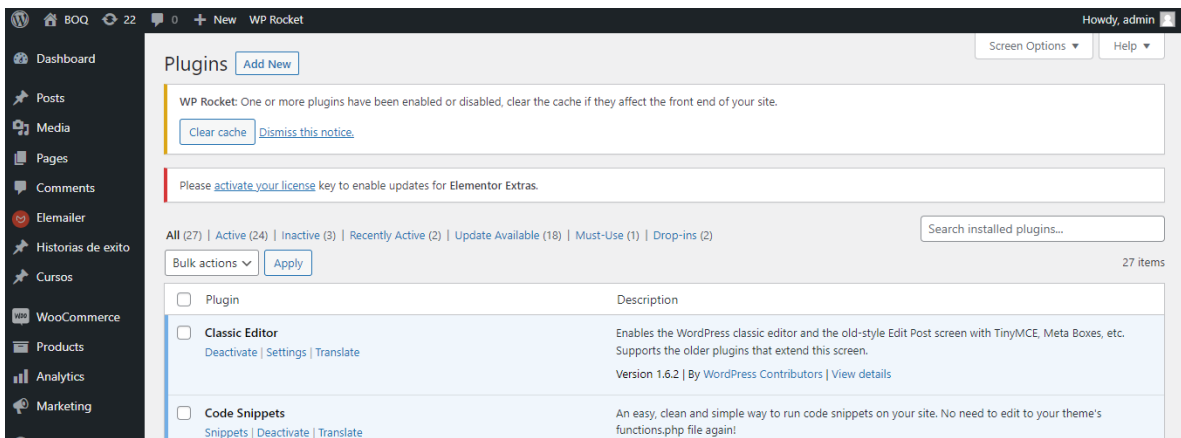 BOQ 22 0 New WP Rocket Howdy, admin
Screen Options Help
Dashboard
Posts
Media
Pages
Comments
Elemailer
Historias de exito
Cursos
WOO WooCommerce
Products
Analytics
Marketing
Plugins Add New
WP Rocket: One or more plugins have been enabled or disabled, clear the cache if they affect the front end of your site.
Clear cache Dismiss this notice.
Please activate your license key to enable updates for Elementor Extras.
All (27) | Active (24) | Inactive (3) | Recently Active (2) | Update Available (18) | Must-Use (1) | Drop-ins (2)
Search installed plugins...
Bulk actions Apply
27 items
Plugin Description
Classic Editor
Deactivate | Settings | Translate
Enables the WordPress classic editor and the old-style Edit Post screen with TinyMCE, Meta Boxes, etc.
Supports the older plugins that extend this screen.
Version 1.6.2 | By WordPress Contributors | View details
Code Snippets
Snippets | Deactivate | Translate
An easy, clean and simple way to run code snippets on your site. No need to edit to your theme's
functions.php file again!